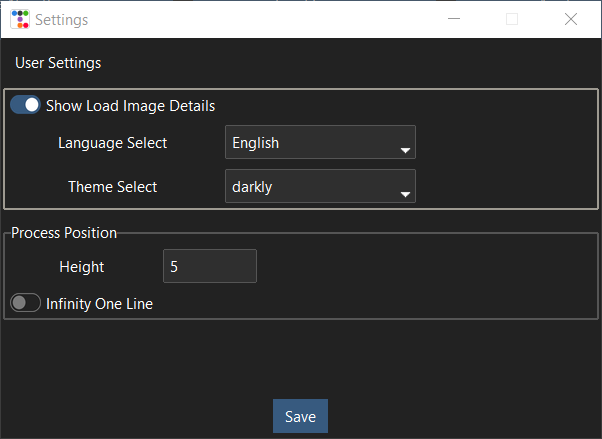 Settings
User Settings
Show Load Image Details
Language Select English
Theme Select darkly
Process Position
Height 5
Infinity One Line
Save